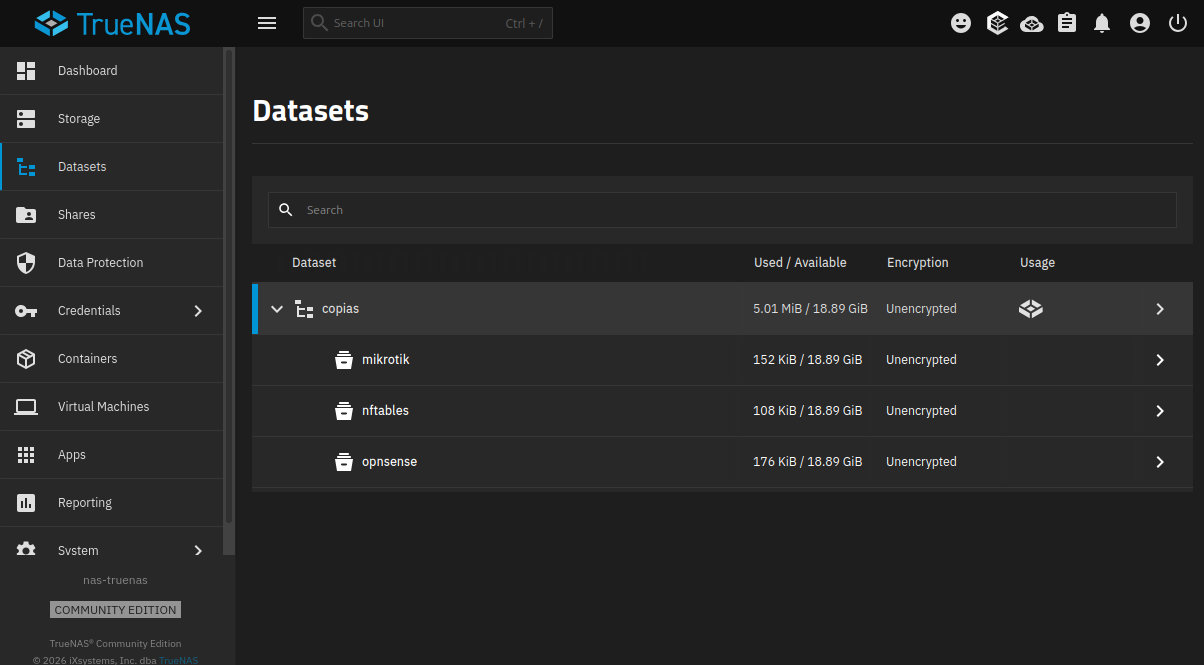 TrueNAS
Search UI
Ctrl + /
Dashboard
Storage
Datasets
Shares
Data Protection
Credentials
Containers
Virtual Machines
Apps
Reporting
System
nas-truenas
COMMUNITY EDITION
TrueNAS® Community Edition
© 2026 iXsystems, Inc. dba TrueNAS
Datasets
Search
Dataset Used / Available Encryption Usage
copias 5.01 MiB / 18.89 GiB Unencrypted
mikrotik 152 KiB / 18.89 GiB Unencrypted
nftables 108 KiB / 18.89 GiB Unencrypted
opnsense 176 KiB / 18.89 GiB Unencrypted